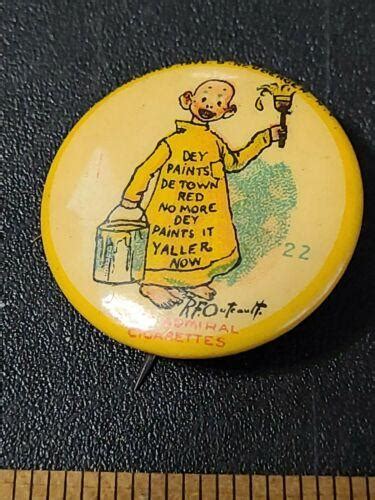 DEY
PAINTS
DE TOWN
RED
NO MORE
DEY
PAINTS IT
YALLER
NOW
22
R.F.Outcault.
ADMIRAL
CIGARETTES